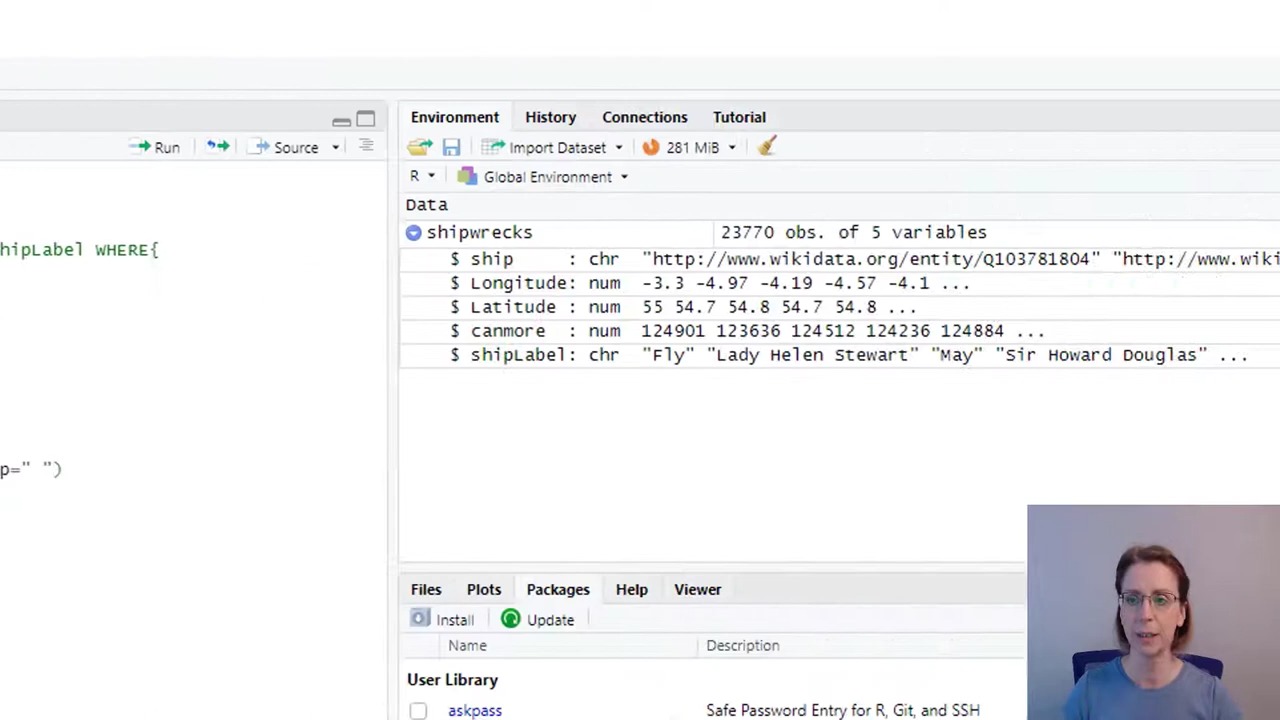 Environment History Connections Tutorial
Run Source Import Dataset 281 MiB
R Global Environment
Data
hipLabel WHERE{
shipwrecks 23770 obs. of 5 variables
$ ship : chr "http://www.wikidata.org/entity/Q103781804" "http://www.wiki
$ Longitude: num -3.3 -4.97 -4.19 -4.57 -4.1 ...
$ Latitude : num 55 54.7 54.8 54.7 54.8 ...
$ canmore : num 124901 123636 124512 124236 124884 ...
$ shipLabel: chr "Fly" "Lady Helen Stewart" "May" "Sir Howard Douglas" ...
p=" ")
Files Plots Packages Help Viewer
Install Update
Name Description
User Library
askpass Safe Password Entry for R, Git, and SSH